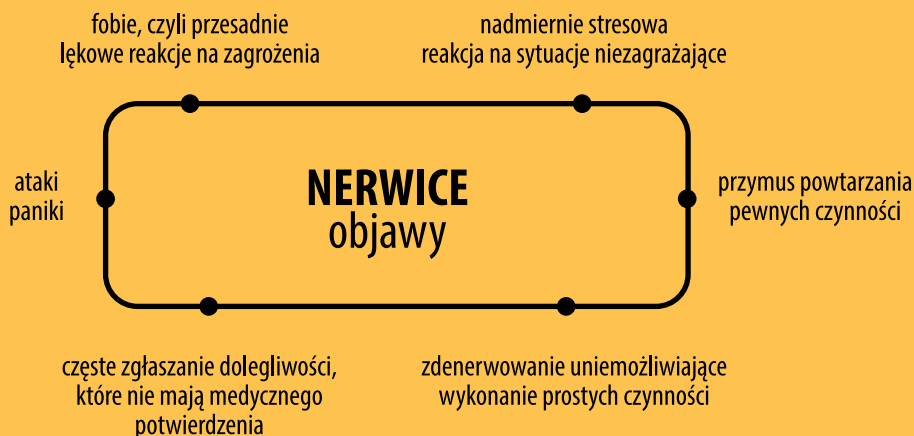 fobie, czyli przesadnie
lękowe reakcje na zagrożenia
nadmiernie stresowa
reakcja na sytuacje niezagrażające
ataki
paniki
NERWICE
objawy
przymus powtarzania
pewnych czynności
częste zgłaszanie dolegliwości,
które nie mają medycznego
potwierdzenia
zdenerwowanie uniemożliwiające
wykonanie prostych czynności